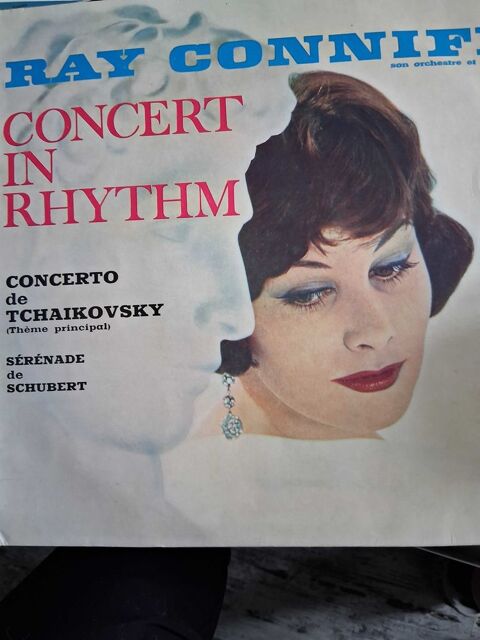 RAY CONNIF
son orchestre et
CONCERT
IN
RHYTHM
CONCERTO
de
TCHAIKOVSKY
(Thème principal)
SÉRÉNADE
de
SCHUBERT